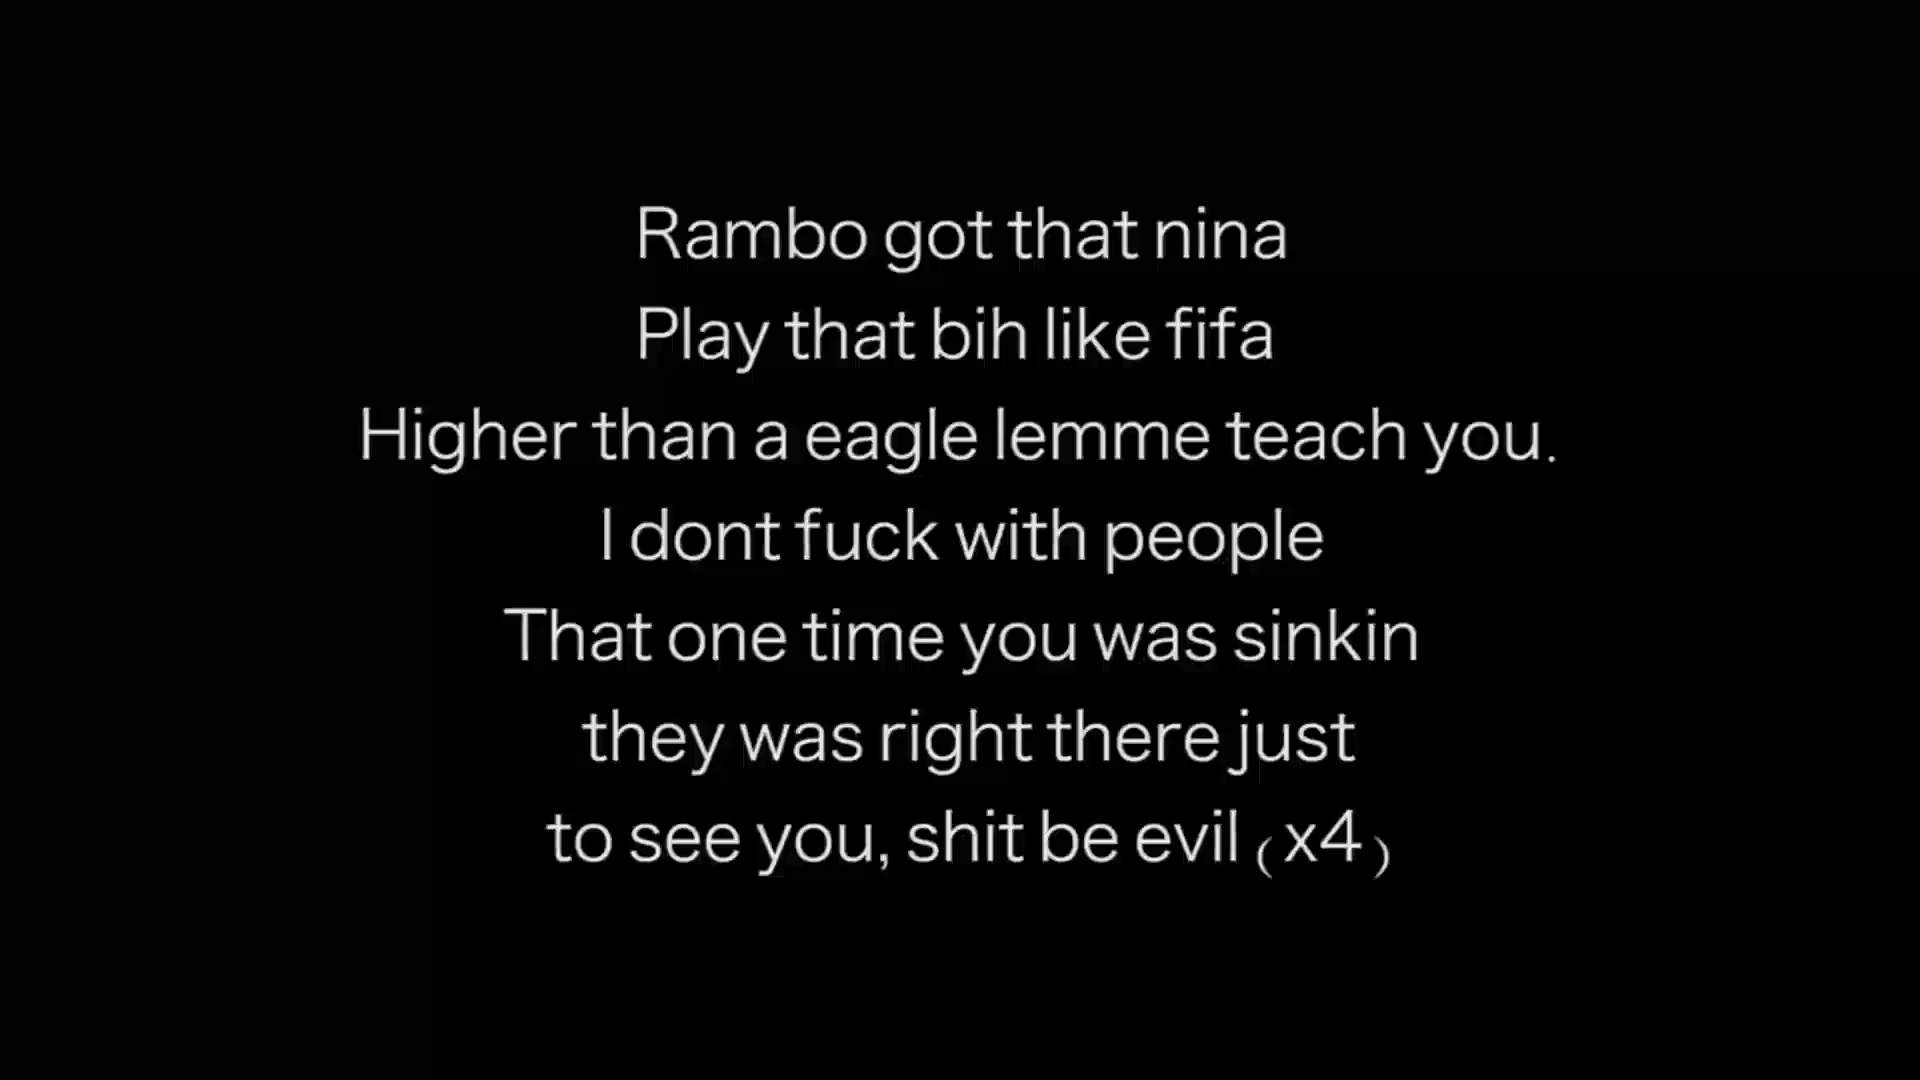 Rambo got that nina
Play that bih like fifa
Higher than a eagle lemme teach you.
I dont fuck with people
That one time you was sinkin
they was right there just
to see you, shit be evil (x4)